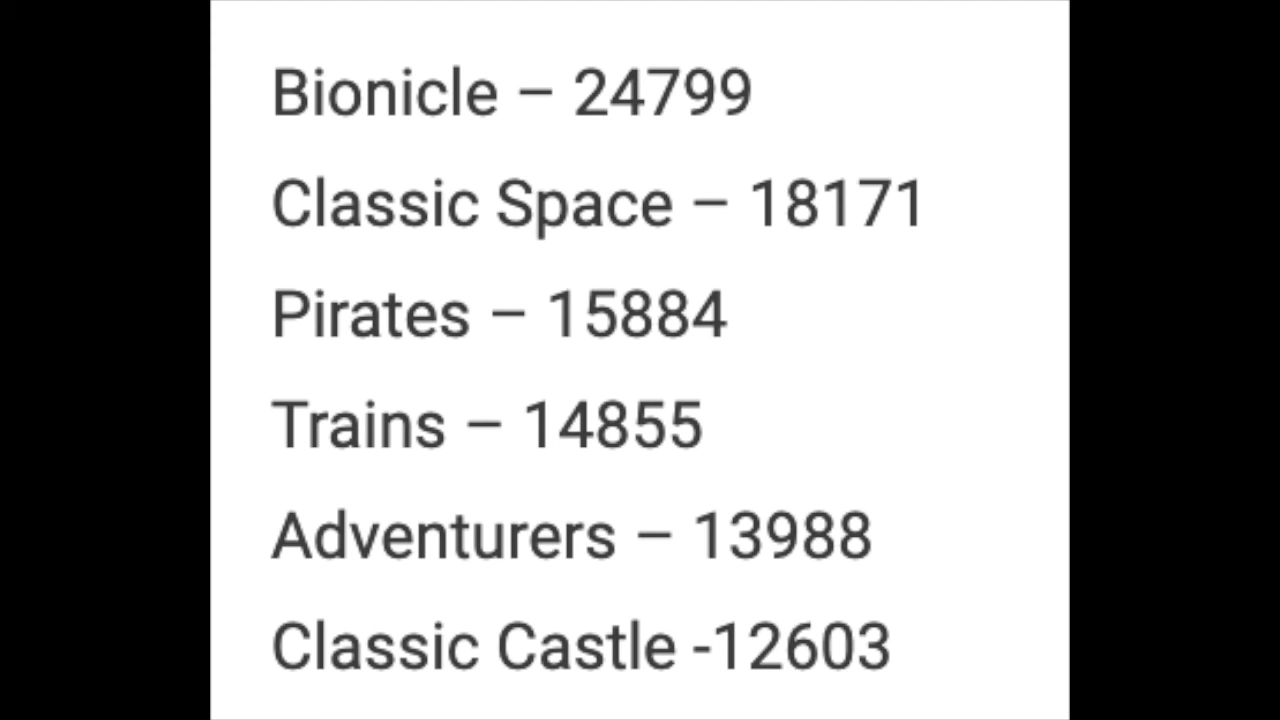 Bionicle – 24799
Classic Space – 18171
Pirates – 15884
Trains – 14855
Adventurers – 13988
Classic Castle -12603